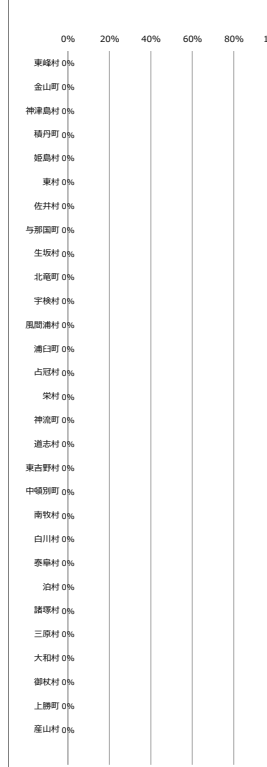 0% 20% 40% 60% 80% 1
東峰村 0%
金山町 0%
神津島村 0%
積丹町 0%
姫島村 0%
東村 0%
佐井村 0%
与那国町 0%
生坂村 0%
北竜町 0%
宇検村 0%
風間浦村 0%
浦臼町 0%
占冠村 0%
栄村 0%
神流町 0%
道志村 0%
東吉野村 0%
中頓別町 0%
南牧村 0%
白川村 0%
泰阜村 0%
泊村 0%
諸塚村 0%
三原村 0%
大和村 0%
御杖村 0%
上勝町 0%
産山村 0%